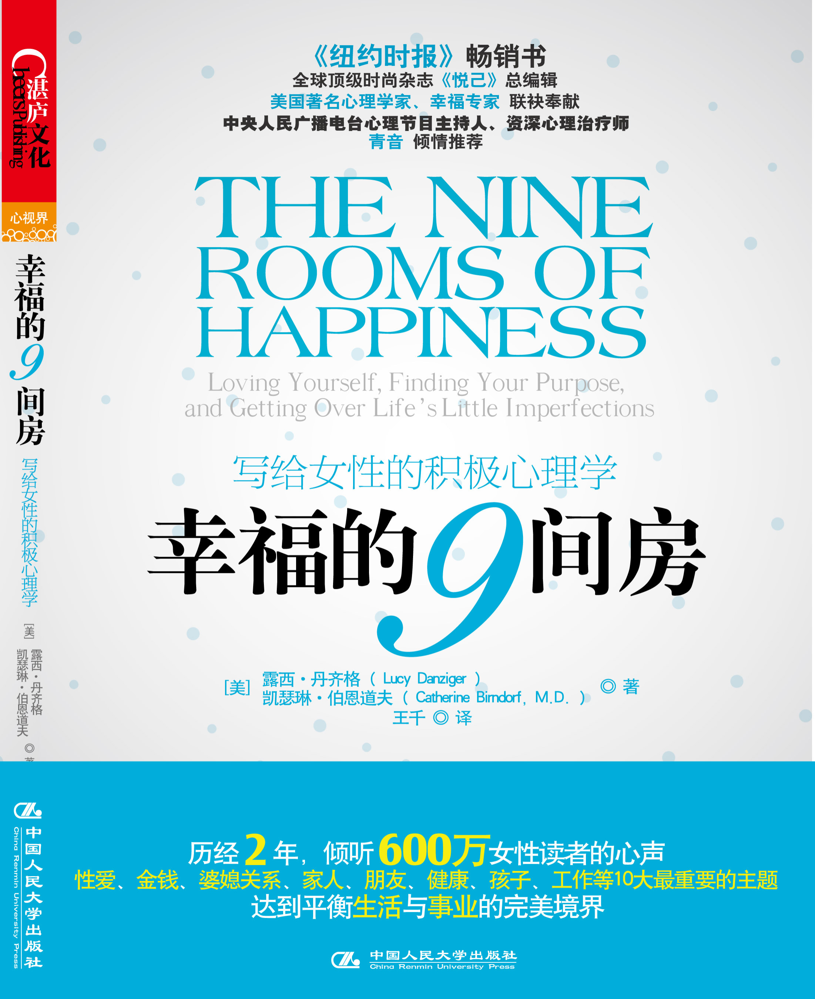 湛庐文化
Cheers Publishing
心视界
幸福的9间房
写给女性的积极心理学
[美]
露西·丹齐格
凯瑟琳·伯恩道夫
◎
中国人民大学出版社
China Renmin University Press
《纽约时报》畅销书
全球顶级时尚杂志《悦己》总编辑
美国著名心理学家、幸福专家 联袂奉献
中央人民广播电台心理节目主持人、资深心理治疗师
青音 倾情推荐
THE NINE
ROOMS OF
HAPPINESS
Loving Yourself, Finding Your Purpose,
and Getting Over Life's Little Imperfections
写给女性的积极心理学
幸福的9间房
[美] 露西·丹齐格（Lucy Danziger）
凯瑟琳·伯恩道夫（Catherine Birndorf, M.D.） ◎ 著
王千 ◎ 译
历经2年，倾听600万女性读者的心声
性爱、金钱、婆媳关系、家人、朋友、健康、孩子、工作等10大最重要的主题
达到平衡生活与事业的完美境界
中国人民大学出版社
China Renmin University Press